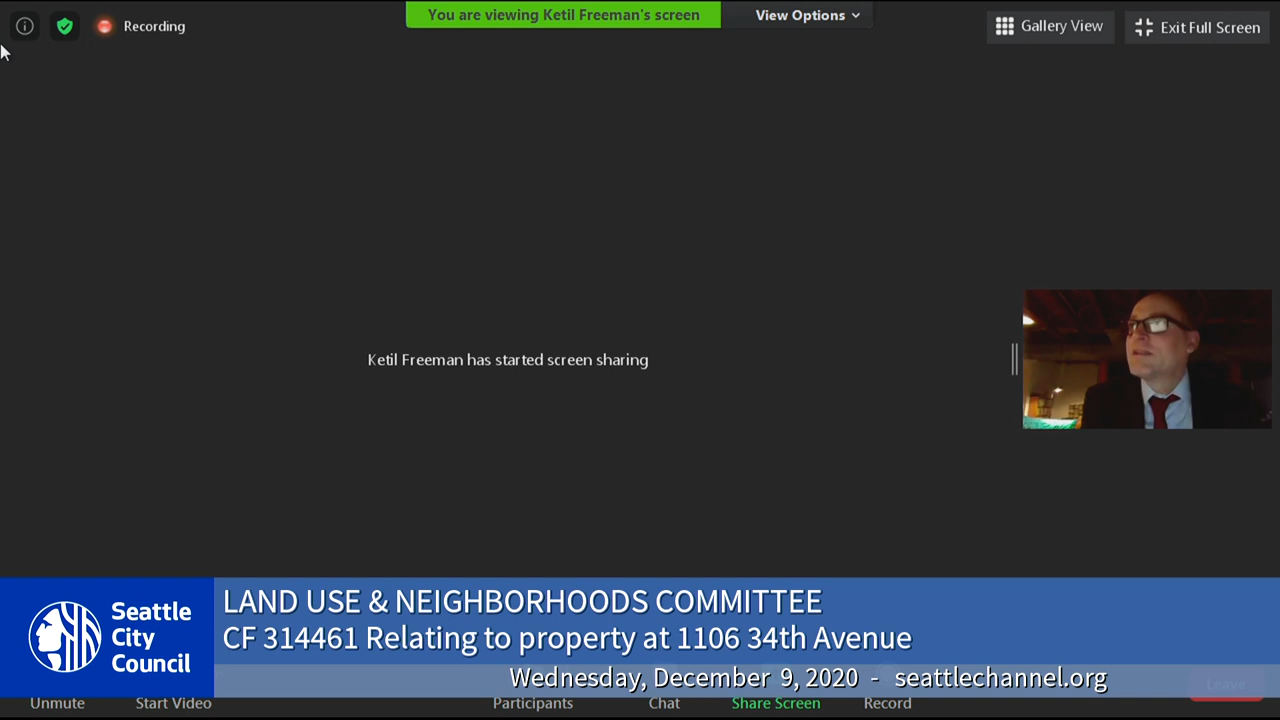 Recording
You are viewing Ketil Freeman's screen
View Options
Gallery View
Exit Full Screen
Ketil Freeman has started screen sharing
Seattle
City
Council
LAND USE & NEIGHBORHOODS COMMITTEE
CF 314461 Relating to property at 1106 34th Avenue
Wednesday, December 9, 2020 - seattlechannel.org
Leave
Unmute
Start Video
Participants
Chat
Share Screen
Record